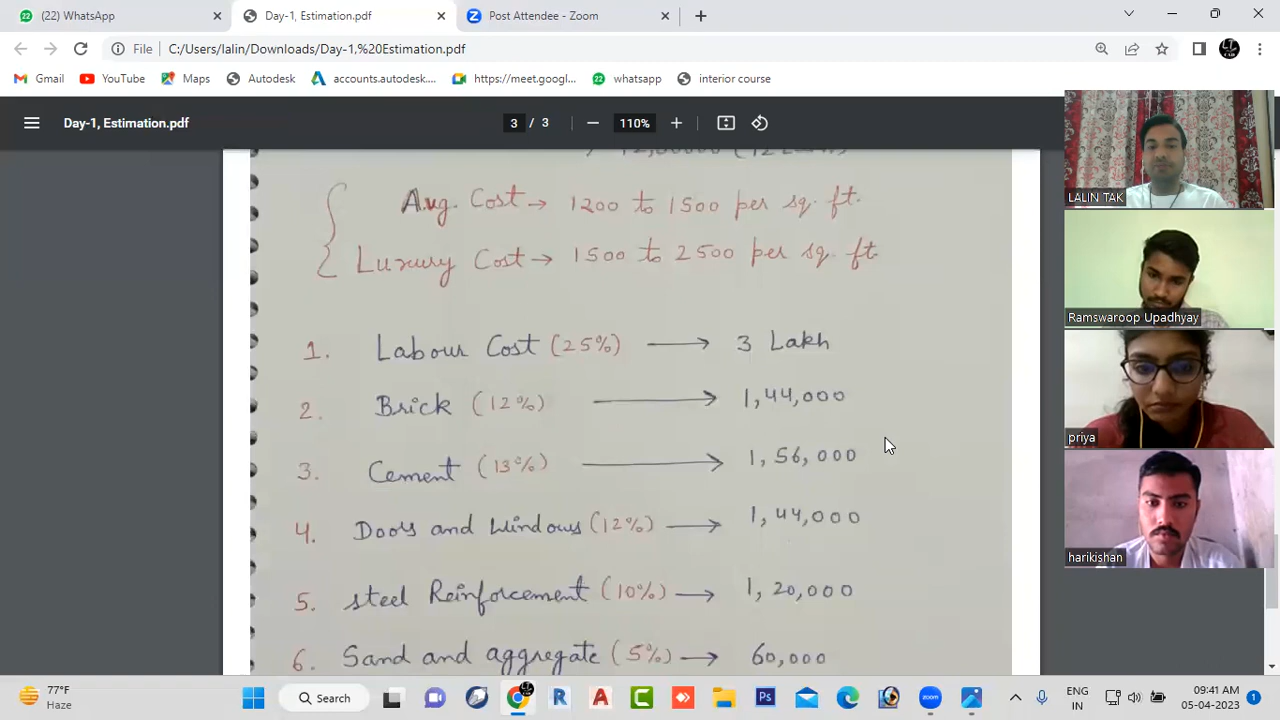 (22) WhatsApp
Day-1, Estimation.pdf
Post Attendee - Zoom
File
C:/Users/lalin/Downloads/Day-1,%20Estimation.pdf
Gmail
YouTube
Maps
Autodesk
accounts.autodesk....
https://meet.googl...
whatsapp
interior course
Day-1, Estimation.pdf
3 / 3
110%
Avg. Cost → 1200 to 1500 per sq. ft.
Luxury Cost → 1500 to 2500 per sq. ft.
1. Labour Cost (25%) → 3 Lakh
2. Brick (12%) → 1,44,000
3. Cement (13%) → 1,56,000
4. Doors and Windows (12%) → 1,44,000
5. steel Reinforcement (10%) → 1,20,000
6. Sand and aggregate (5%) → 60,000
LALIN TAK
Ramswaroop Upadhyay
priya
harikishan
77°F
Haze
Search
ENG
IN
09:41 AM
05-04-2023
1